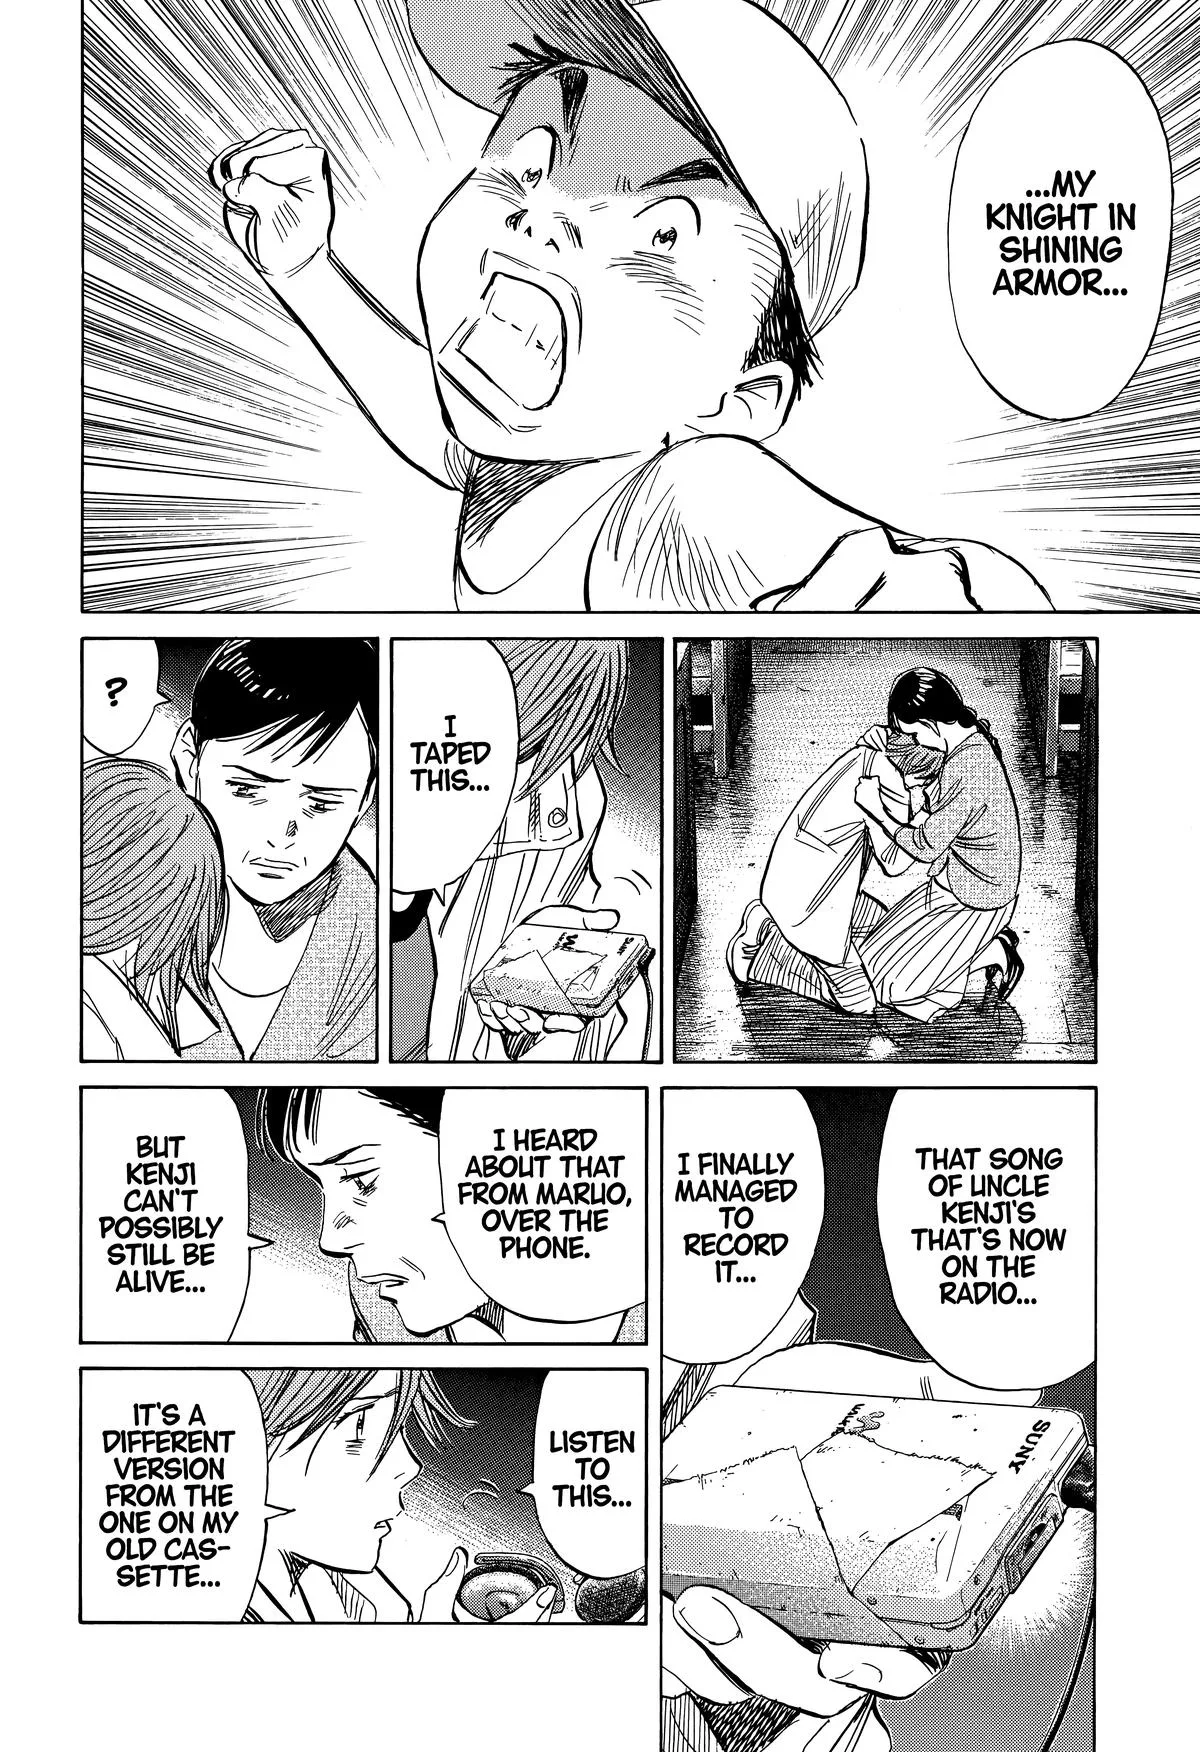 ...MY
KNIGHT IN
SHINING
ARMOR...
I
TAPED
THIS...
?
THAT SONG
OF UNCLE
KENJI'S
THAT'S NOW
ON THE
RADIO...
I FINALLY
MANAGED
TO
RECORD
IT...
SUNY
I HEARD
ABOUT THAT
FROM MARUO,
OVER THE
PHONE.
BUT
KENJI
CAN'T
POSSIBLY
STILL BE
ALIVE...
LISTEN
TO
THIS...
IT'S A
DIFFERENT
VERSION
FROM THE
ONE ON MY
OLD CAS-
SETTE...